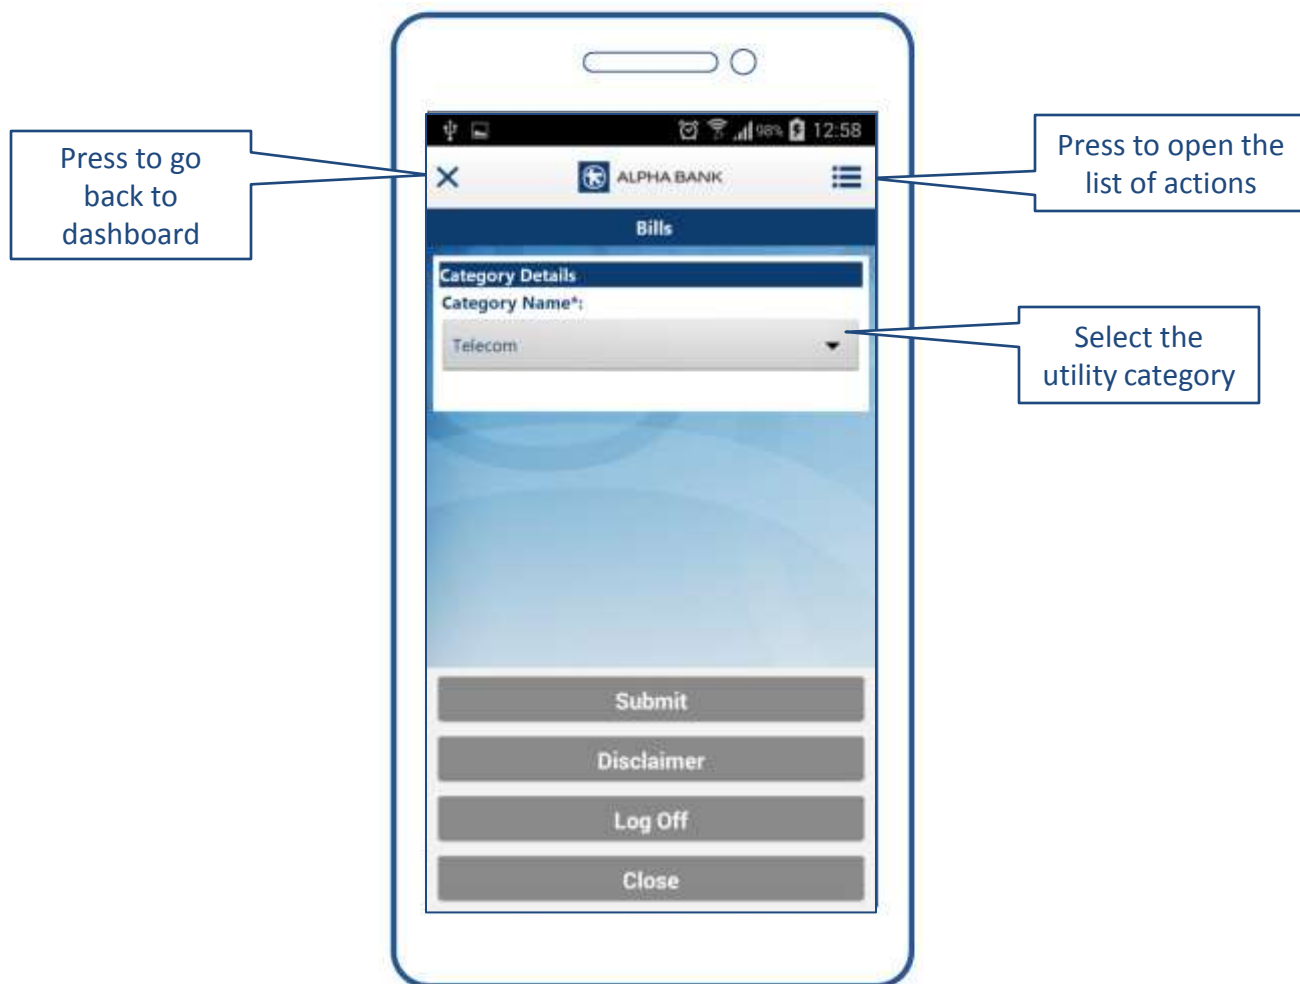 98% 12:58
Press to go
back to
dashboard
ALPHA BANK
Press to open the
list of actions
Bills
Category Details
Category Name*:
Telecom
Select the
utility category
Submit
Disclaimer
Log Off
Close